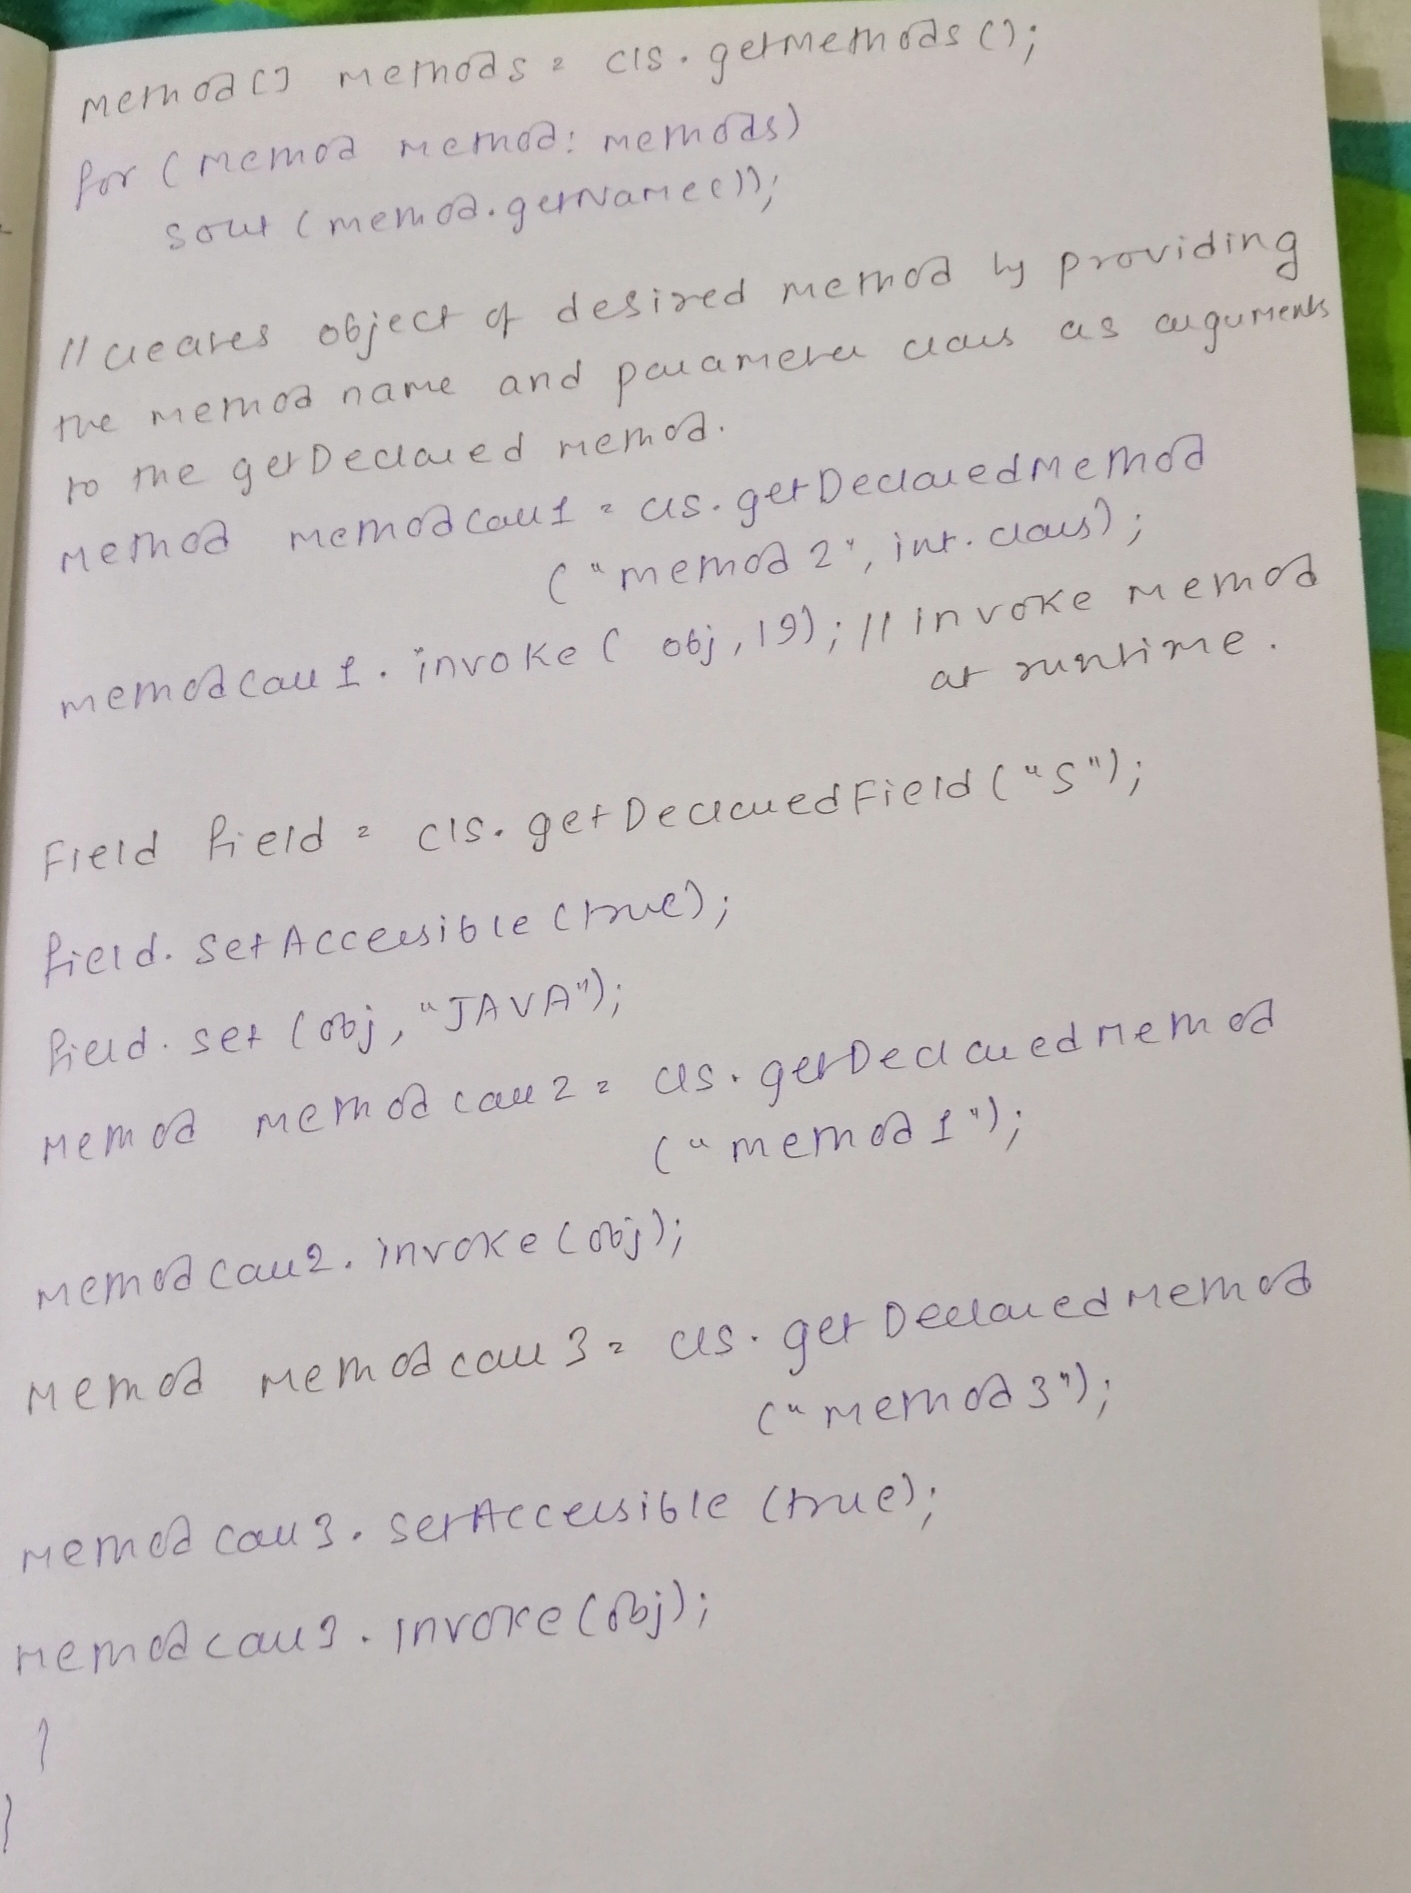 Method[] methods = cls.getmethods();
for (Method method: methods)
sout (method.getName());
// creates object of desired method by providing
the method name and parameter class as arguments
to the getDeclared method.
Method methodcall1 = cls.getDeclaredMethod
("method2", int.class);
methodcall1.invoke( obj, 19); // invoke method
at runtime.
Field field = cls.getDeclaredField("S");
field.setAccessible (true);
field.set (obj, "JAVA");
Method methodcall2 = cls.getDeclaredMethod
("method1");
methodcall2.invoke(obj);
Method methodcall3 = cls.getDeclaredMethod
("method3");
methodcall3.setAccessible (true);
methodcall3.invoke(obj);
}
}